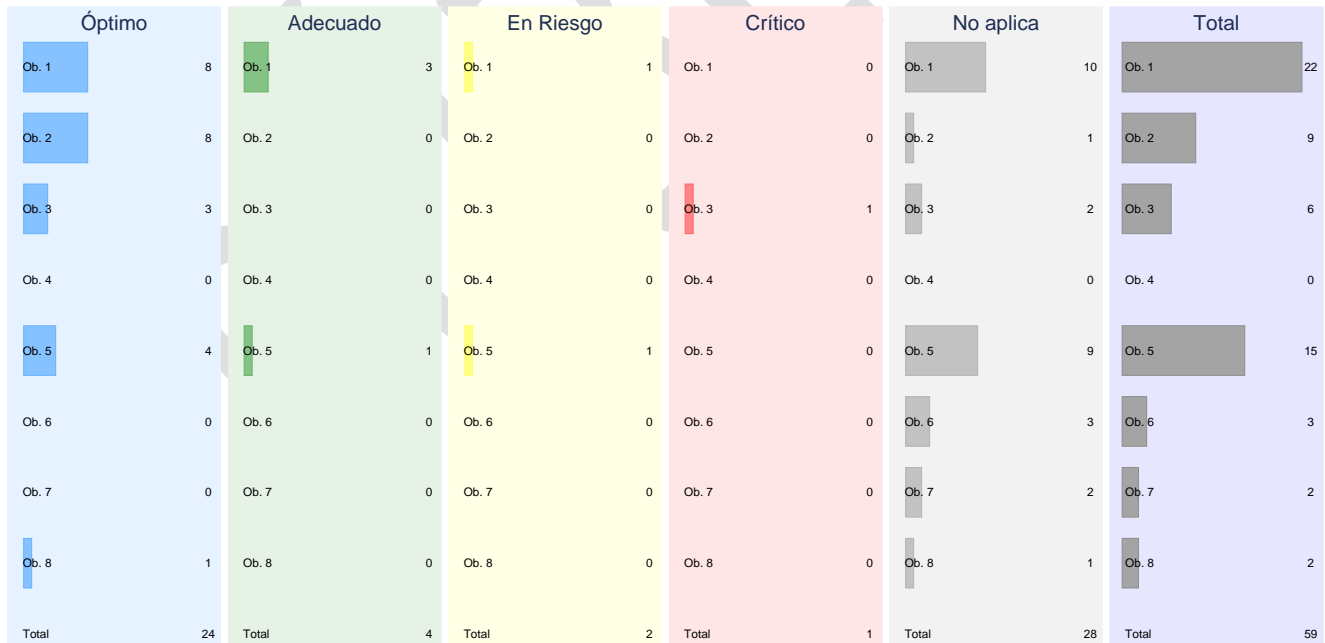 Óptimo Adecuado En Riesgo Crítico No aplica Total
Ob. 1 8 Ob. 1 3 Ob. 1 1 Ob. 1 0 Ob. 1 10 Ob. 1 22
Ob. 2 8 Ob. 2 0 Ob. 2 0 Ob. 2 0 Ob. 2 1 Ob. 2 9
Ob. 3 3 Ob. 3 0 Ob. 3 0 Ob. 3 1 Ob. 3 2 Ob. 3 6
Ob. 4 0 Ob. 4 0 Ob. 4 0 Ob. 4 0 Ob. 4 0 Ob. 4 0
Ob. 5 4 Ob. 5 1 Ob. 5 1 Ob. 5 0 Ob. 5 9 Ob. 5 15
Ob. 6 0 Ob. 6 0 Ob. 6 0 Ob. 6 0 Ob. 6 3 Ob. 6 3
Ob. 7 0 Ob. 7 0 Ob. 7 0 Ob. 7 0 Ob. 7 2 Ob. 7 2
Ob. 8 1 Ob. 8 0 Ob. 8 0 Ob. 8 0 Ob. 8 1 Ob. 8 2
Total 24 Total 4 Total 2 Total 1 Total 28 Total 59